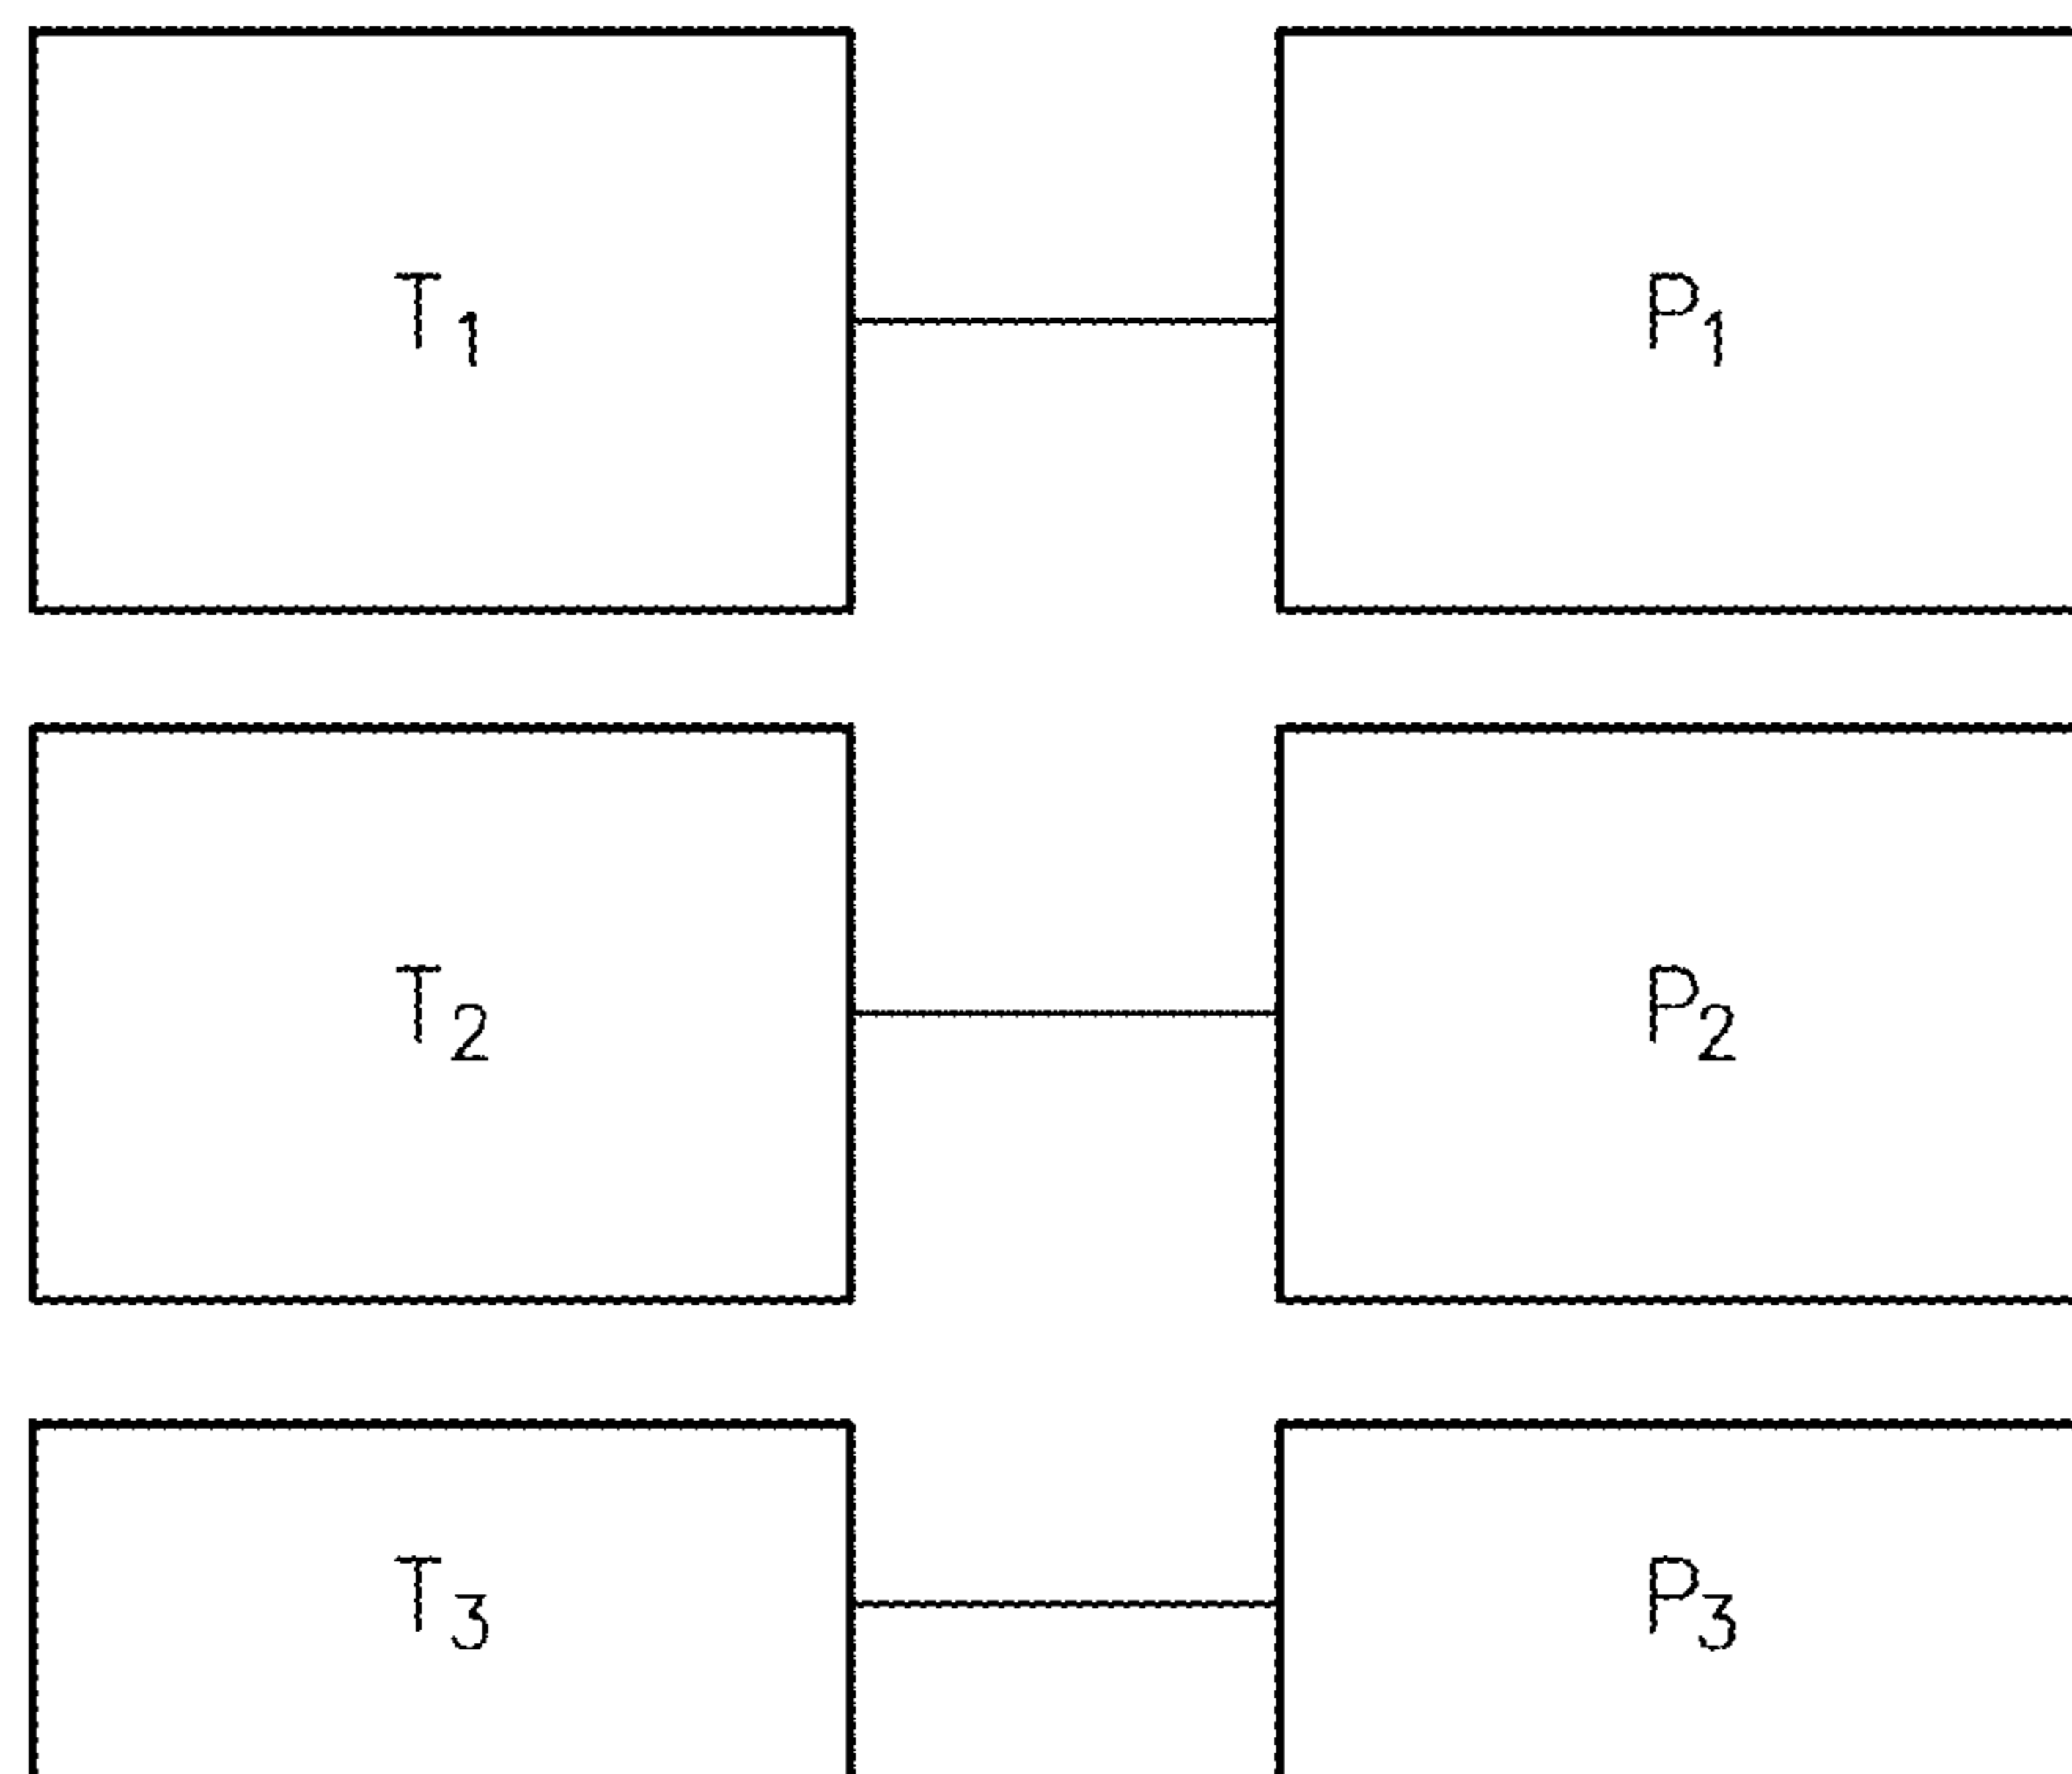 T₁ P₁
T₂ P₂
T₃ P₃